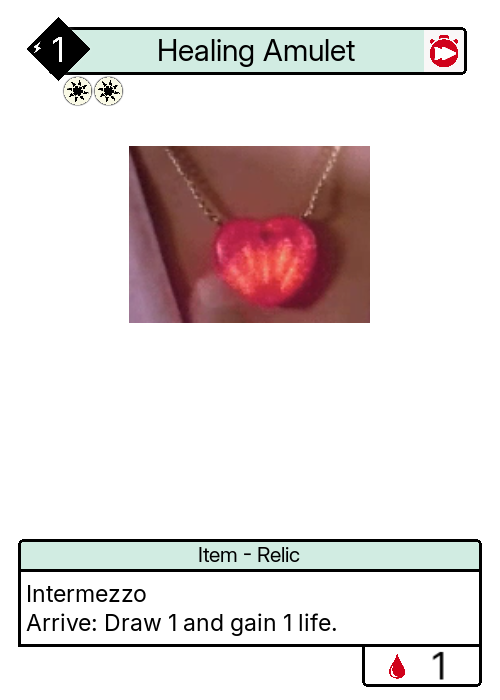 1 Healing Amulet
Item - Relic
Intermezzo
Arrive: Draw 1 and gain 1 life.
1